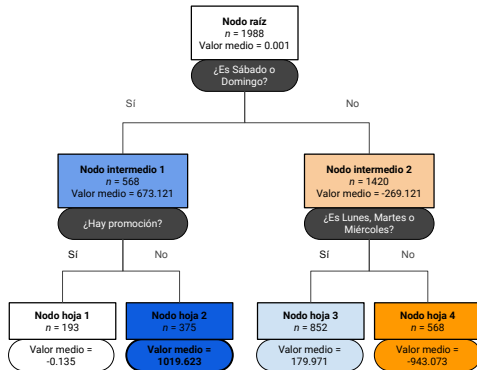 Nodo raíz
n = 1988
Valor medio = 0.001
¿Es Sábado o
Domingo?
Sí
No
Nodo intermedio 1
n = 568
Valor medio = 673.121
¿Hay promoción?
Nodo intermedio 2
n = 1420
Valor medio = -269.121
¿Es Lunes, Martes o
Miércoles?
Sí
No
Sí
No
Nodo hoja 1
n = 193
Valor medio =
-0.135
Nodo hoja 2
n = 375
Valor medio =
1019.623
Nodo hoja 3
n = 852
Valor medio =
179.971
Nodo hoja 4
n = 568
Valor medio =
-943.073